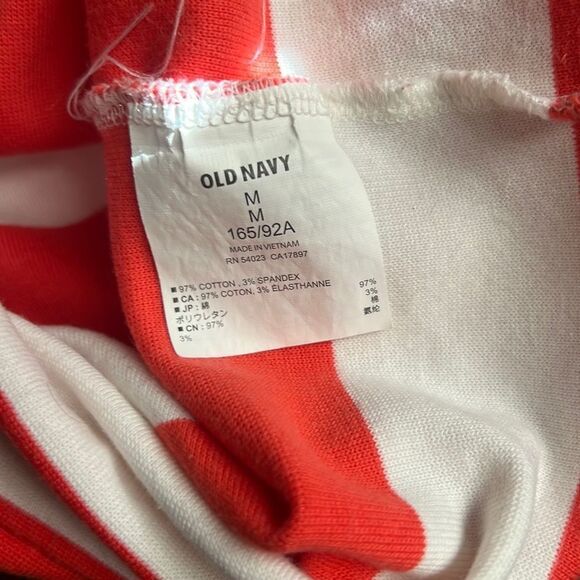 OLD NAVY
M
M
165/92A
MADE IN VIETNAM
RN 54023 CA17897
■ 97% COTTON, 3% SPANDEX
■ CA: 97% COTON, 3% ÉLASTHANNE
■ JP: 綿 97%
ポリウレタン 3%
■ CN: 97% 棉
3% 氨纶